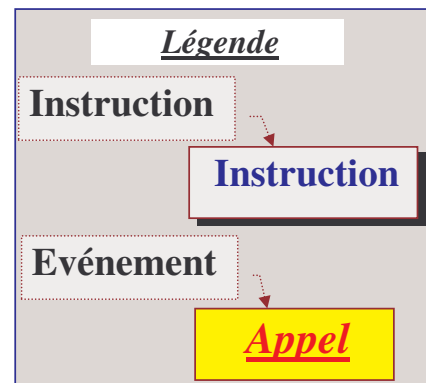 Légende
Instruction
Instruction
Evénement
Appel